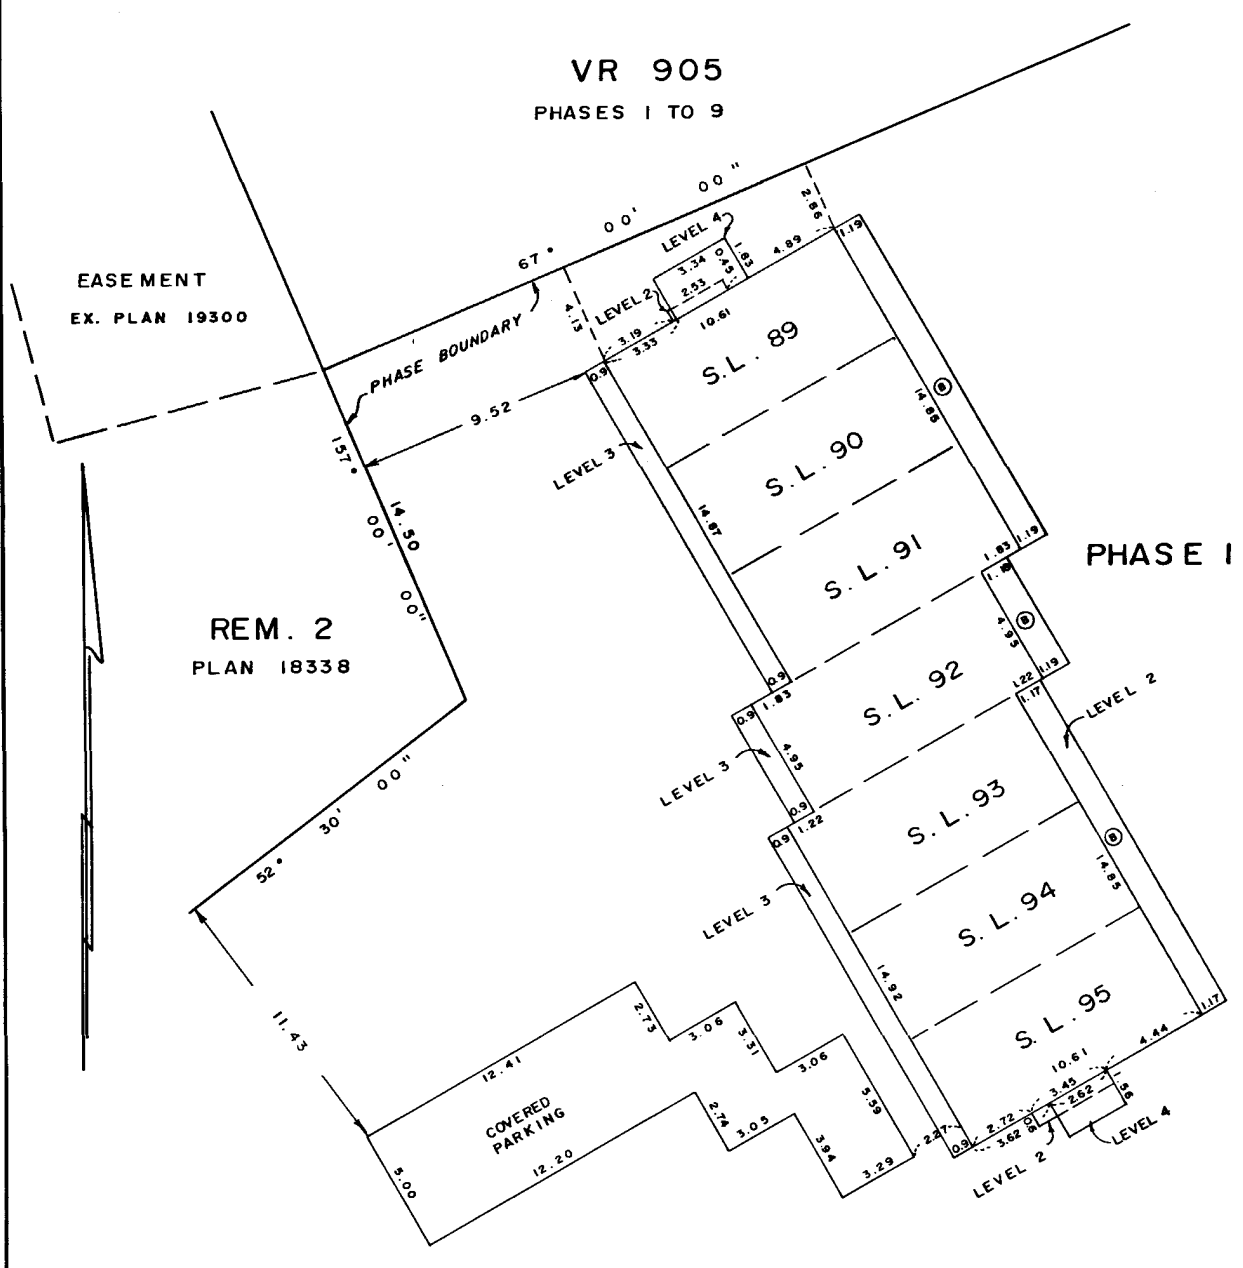 VR 905
PHASES 1 TO 9
67° 00' 00"
EASEMENT
EX. PLAN 19300
PHASE BOUNDARY
LEVEL 4
LEVEL 2
3.34
0.45
1.83
2.53
4.89
2.86
1.19
4.13
3.19
3.33
10.61
0.9
9.52
S.L. 89
14.85
B
S.L. 90
LEVEL 3
14.87
S.L. 91
157° 00' 00"
14.50
1.83
1.19
1.18
PHASE 1
REM. 2
PLAN 18338
B
4.95
0.9
1.83
0.9
S.L. 92
1.22
1.19
1.17
LEVEL 2
LEVEL 3
4.95
0.9
1.22
0.9
S.L. 93
52° 30' 00"
B
14.85
LEVEL 3
S.L. 94
14.92
S.L. 95
1.17
11.43
2.73
3.06
3.31
3.06
5.59
12.41
COVERED
PARKING
12.20
2.74
3.05
3.94
3.29
2.27
5.00
0.9
2.72
3.62
3.45
2.62
10.61
4.44
LEVEL 2
LEVEL 4